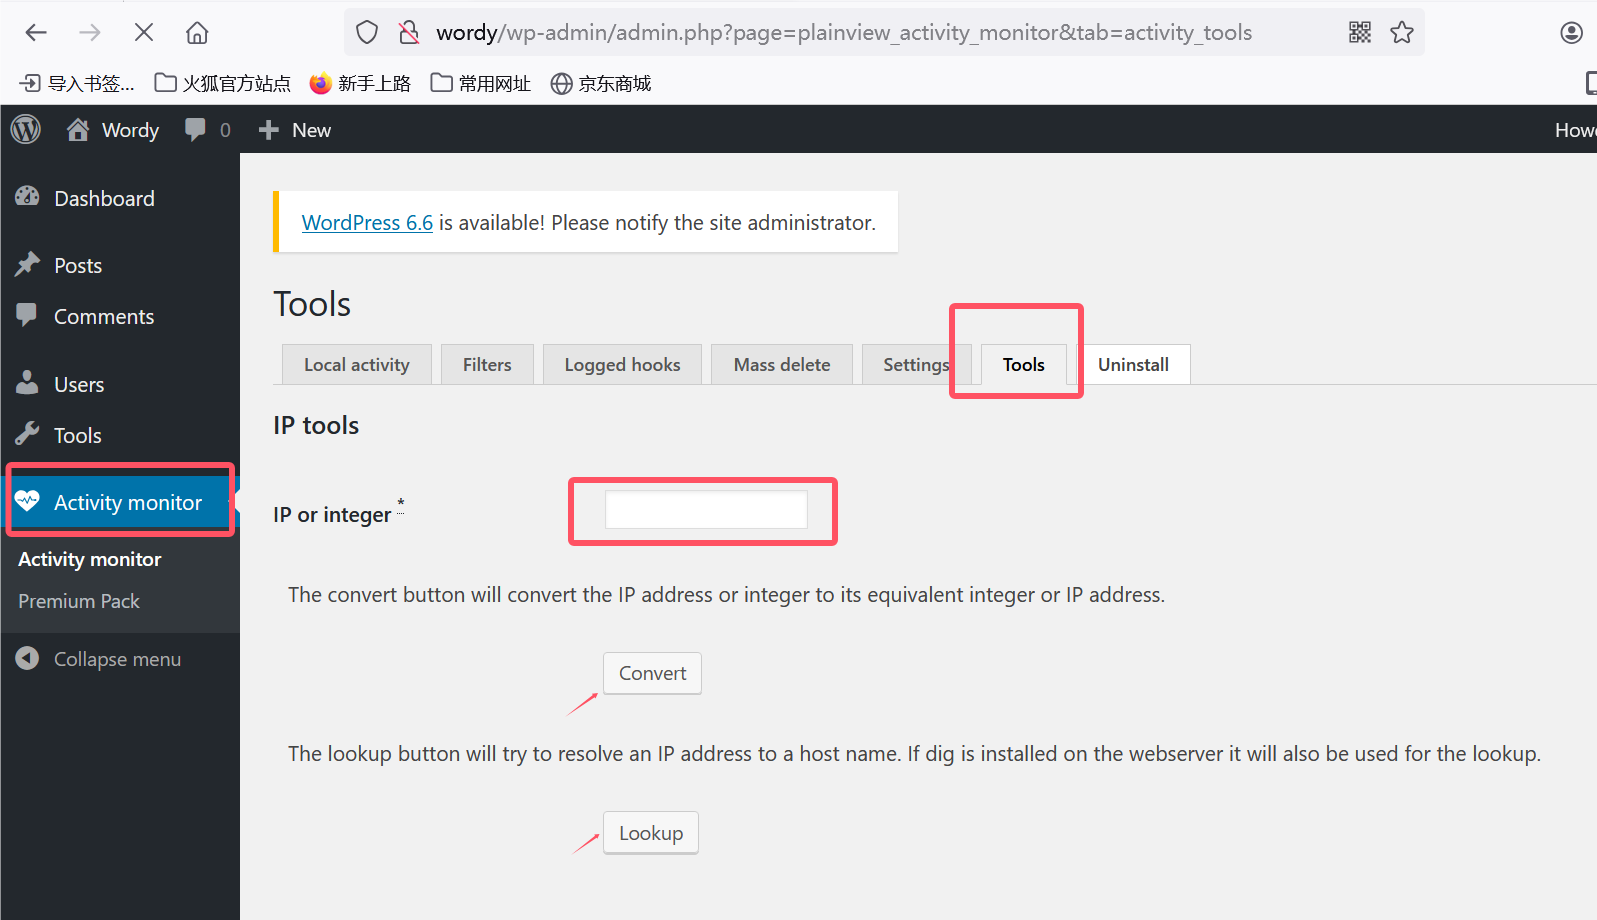 wordy/wp-admin/admin.php?page=plainview_activity_monitor&tab=activity_tools
导入书签... 火狐官方站点 新手上路 常用网址 京东商城
Wordy 0 New Howe
Dashboard
Posts
Comments
Users
Tools
Activity monitor
Activity monitor
Premium Pack
Collapse menu
WordPress 6.6 is available! Please notify the site administrator.
Tools
Local activity Filters Logged hooks Mass delete Settings Tools Uninstall
IP tools
IP or integer *
The convert button will convert the IP address or integer to its equivalent integer or IP address.
Convert
The lookup button will try to resolve an IP address to a host name. If dig is installed on the webserver it will also be used for the lookup.
Lookup